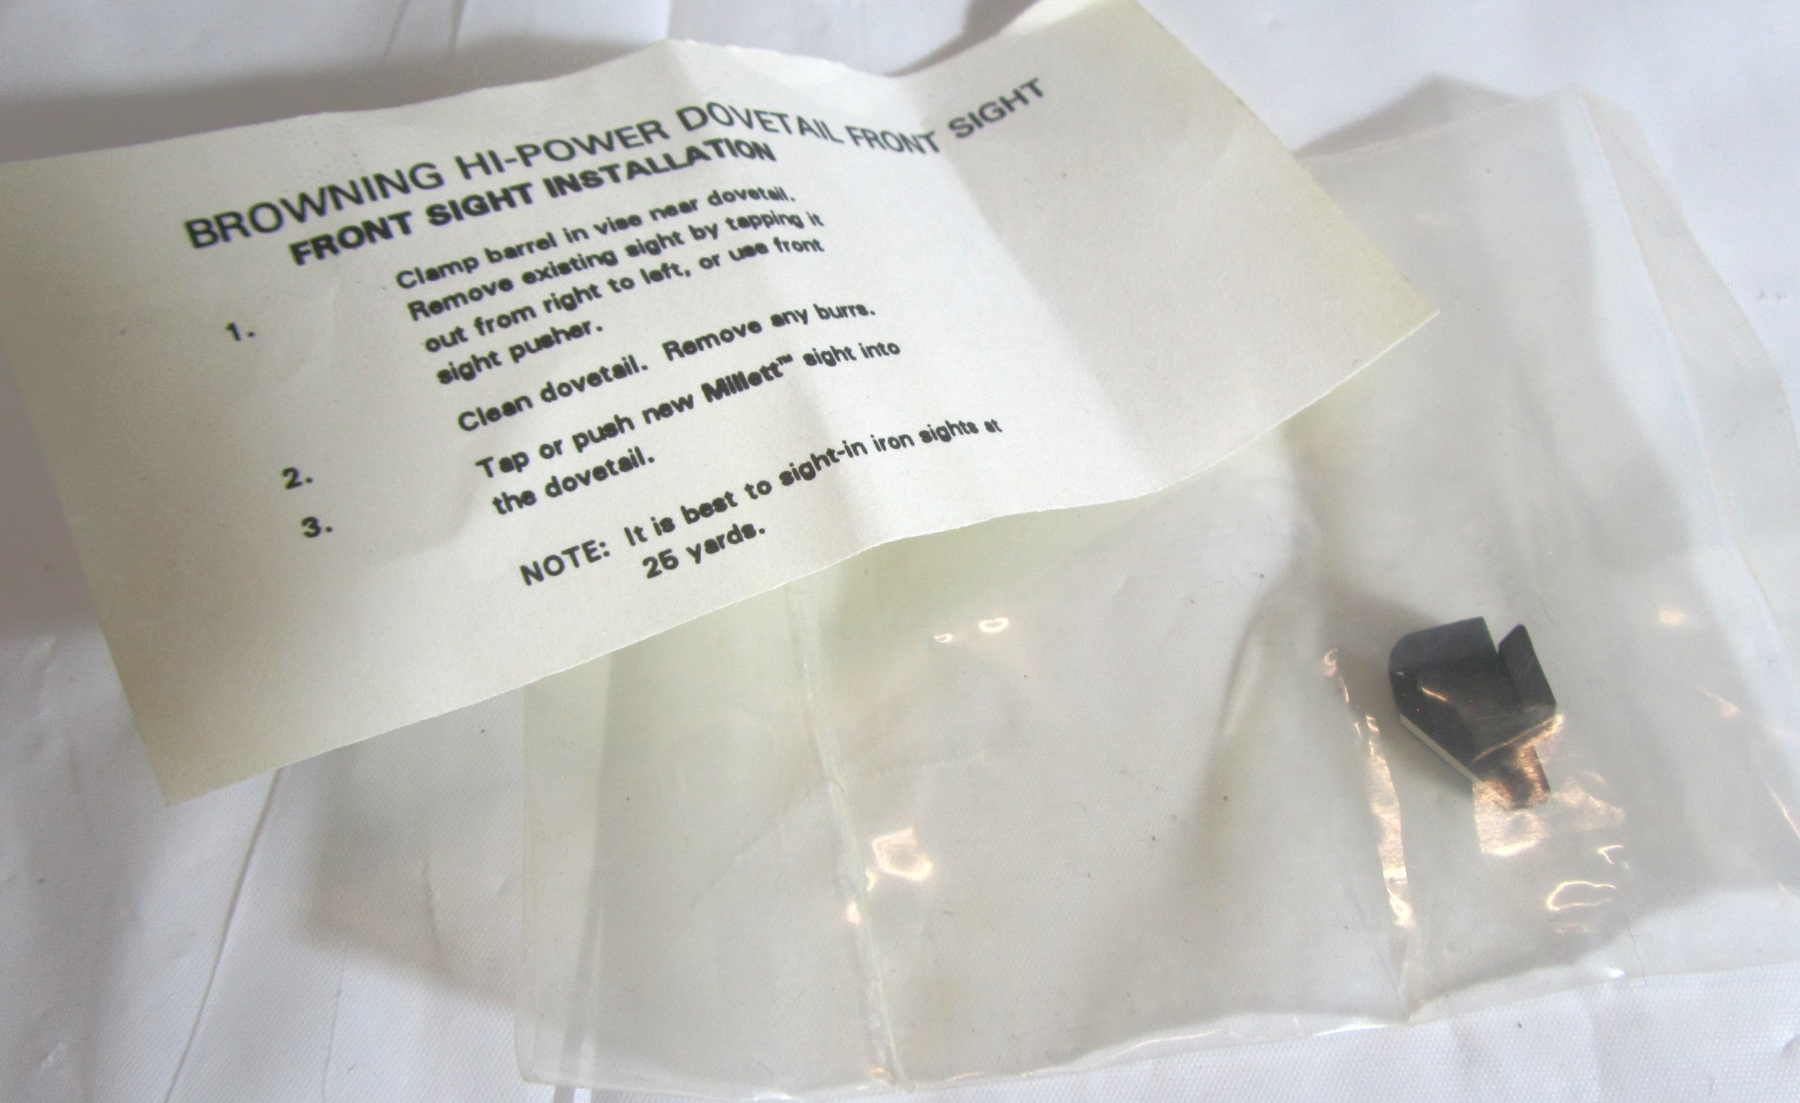 BROWNING HI-POWER DOVETAIL FRONT SIGHT
FRONT SIGHT INSTALLATION
1. Clamp barrel in vise near dovetail.
Remove existing sight by tapping it
out from right to left, or use front
sight pusher.
2. Clean dovetail. Remove any burrs.
3. Tap or push new Millett™ sight into
the dovetail.
NOTE: It is best to sight-in iron sights at
25 yards.